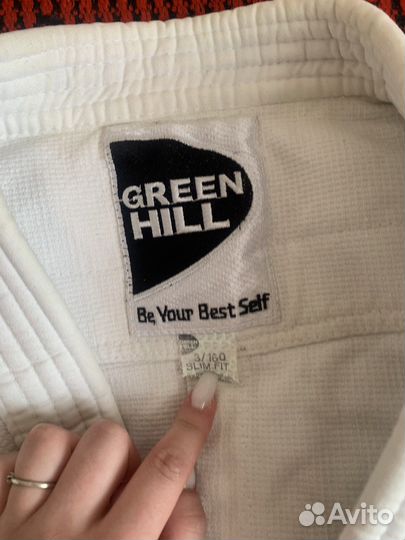 GREEN
HILL
Be Your Best Self
3/160
SLIM FIT
Avito